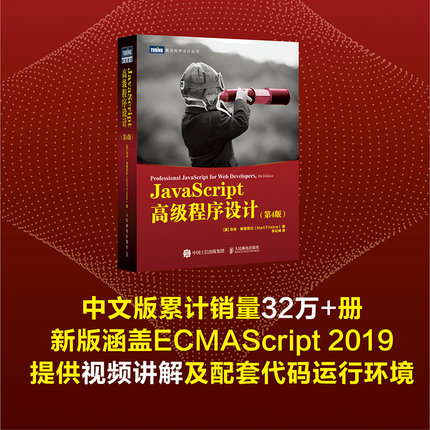 TURING 图灵程序设计丛书
JavaScript
高级程序设计
(第4版)
Professional JavaScript for Web Developers, 4th Edition
JavaScript
高级程序设计(第4版)
[美] 马特·弗里斯比(Matt Frisbie) 著
李松峰 译
中国工信出版集团 人民邮电出版社
中文版累计销量32万+册
新版涵盖ECMAScript 2019
提供视频讲解及配套代码运行环境